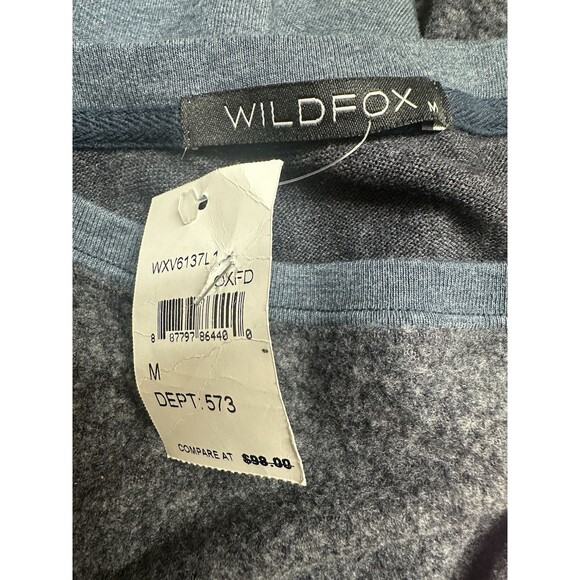 WILDFOX M
WXV6137L1
OXFD
8 87797 86440 0
M
DEPT: 573
COMPARE AT $98.00